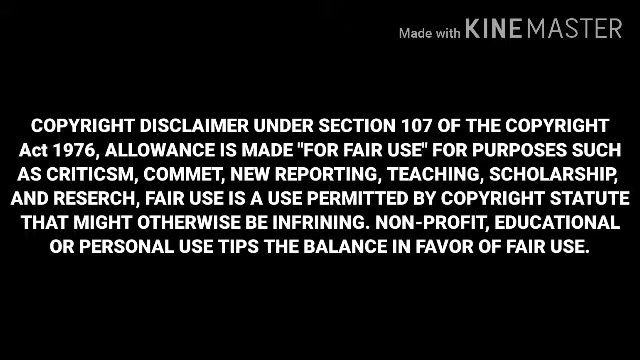 Made with KINEMASTER
COPYRIGHT DISCLAIMER UNDER SECTION 107 OF THE COPYRIGHT
Act 1976, ALLOWANCE IS MADE "FOR FAIR USE" FOR PURPOSES SUCH
AS CRITICSM, COMMET, NEW REPORTING, TEACHING, SCHOLARSHIP,
AND RESERCH, FAIR USE IS A USE PERMITTED BY COPYRIGHT STATUTE
THAT MIGHT OTHERWISE BE INFRINING. NON-PROFIT, EDUCATIONAL
OR PERSONAL USE TIPS THE BALANCE IN FAVOR OF FAIR USE.